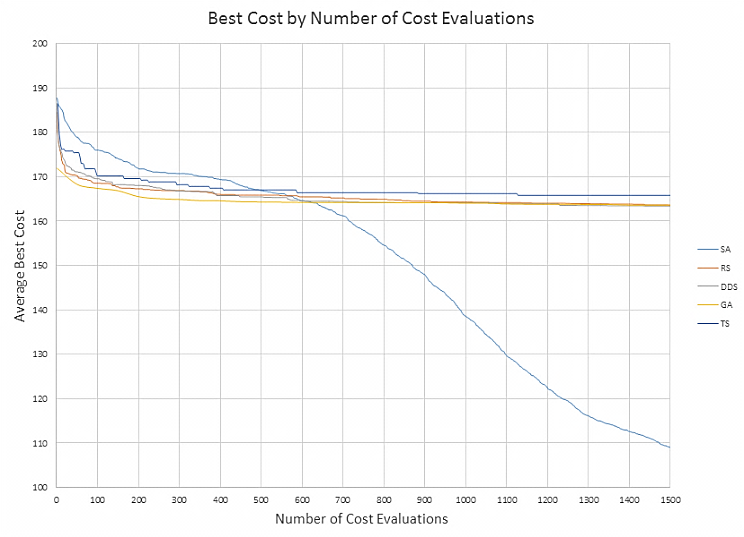 Best Cost by Number of Cost Evaluations
200
190
180
170
160
150
140
130
120
110
100
Average Best Cost
0 100 200 300 400 500 600 700 800 900 1000 1100 1200 1300 1400 1500
Number of Cost Evaluations
SA
RS
DDS
GA
TS